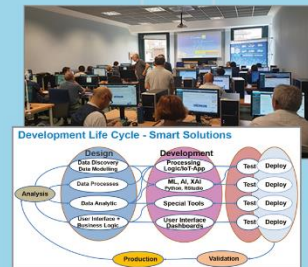 Development Life Cycle - Smart Solutions
Design
Development
Data Discovery
Data Modelling
Processing
Logic/IoT-App
Test
Deploy
Analysis
Data Processes
ML, AI, XAI
Python, RStudio
Test
Deploy
Data Analytic
Special Tools
Test
Deploy
User Interface +
Business Logic
User Interface
Dashboards
Test
Deploy
Production
Validation